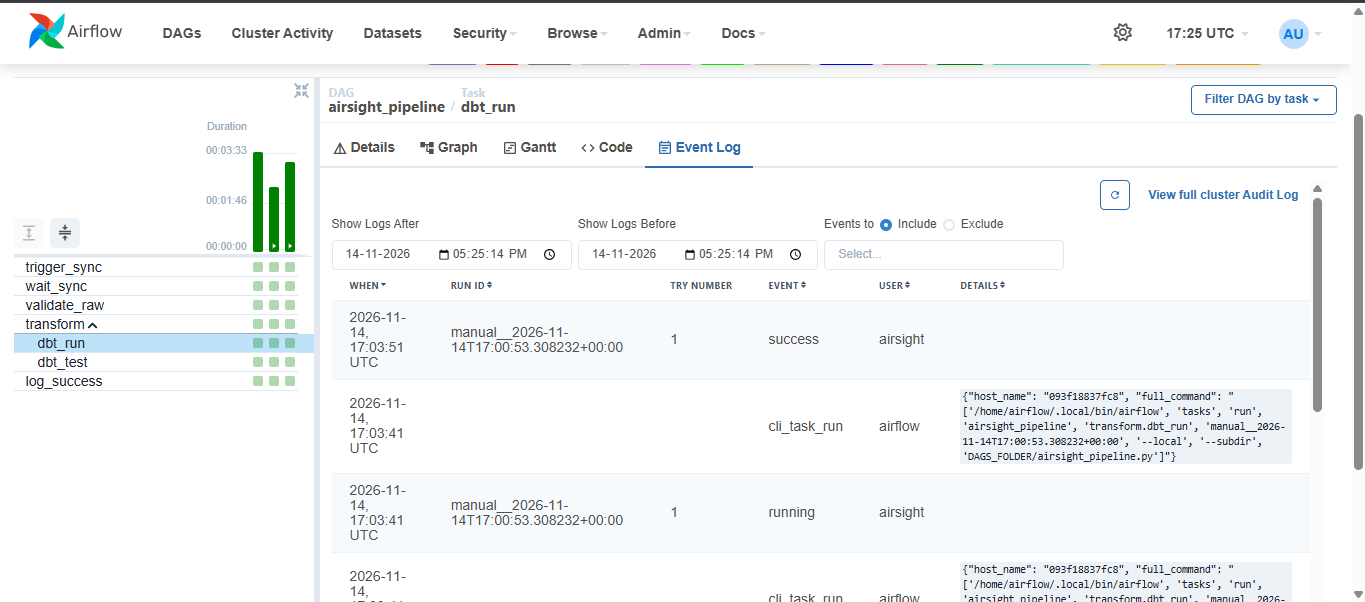 Airflow
DAGs Cluster Activity Datasets Security Browse Admin Docs 17:25 UTC AU
DAG Task
airsight_pipeline / dbt_run
Filter DAG by task
Duration
00:03:33
00:01:46
00:00:00
trigger_sync
wait_sync
validate_raw
transform
dbt_run
dbt_test
log_success
Details Graph Gantt Code Event Log
View full cluster Audit Log
Show Logs After Show Logs Before Events to Include Exclude
14-11-2026 05:25:14 PM 14-11-2026 05:25:14 PM Select...
WHEN RUN ID TRY NUMBER EVENT USER DETAILS
2026-11-
14,
17:03:51
UTC
manual__2026-11-
14T17:00:53.308232+00:00
1 success airsight
2026-11-
14,
17:03:41
UTC
cli_task_run airflow
{"host_name": "093f18837fc8", "full_command": "
['/home/airflow/.local/bin/airflow', 'tasks', 'run',
'airsight_pipeline', 'transform.dbt_run', 'manual__2026-
11-14T17:00:53.308232+00:00', '--local', '--subdir',
'DAGS_FOLDER/airsight_pipeline.py']"}
2026-11-
14,
17:03:41
UTC
manual__2026-11-
14T17:00:53.308232+00:00
1 running airsight
2026-11-
14,
cli_task_run airflow
{"host_name": "093f18837fc8", "full_command": "
['/home/airflow/.local/bin/airflow', 'tasks', 'run',
'airsight_pipeline', 'transform.dbt_run', 'manual__2026-